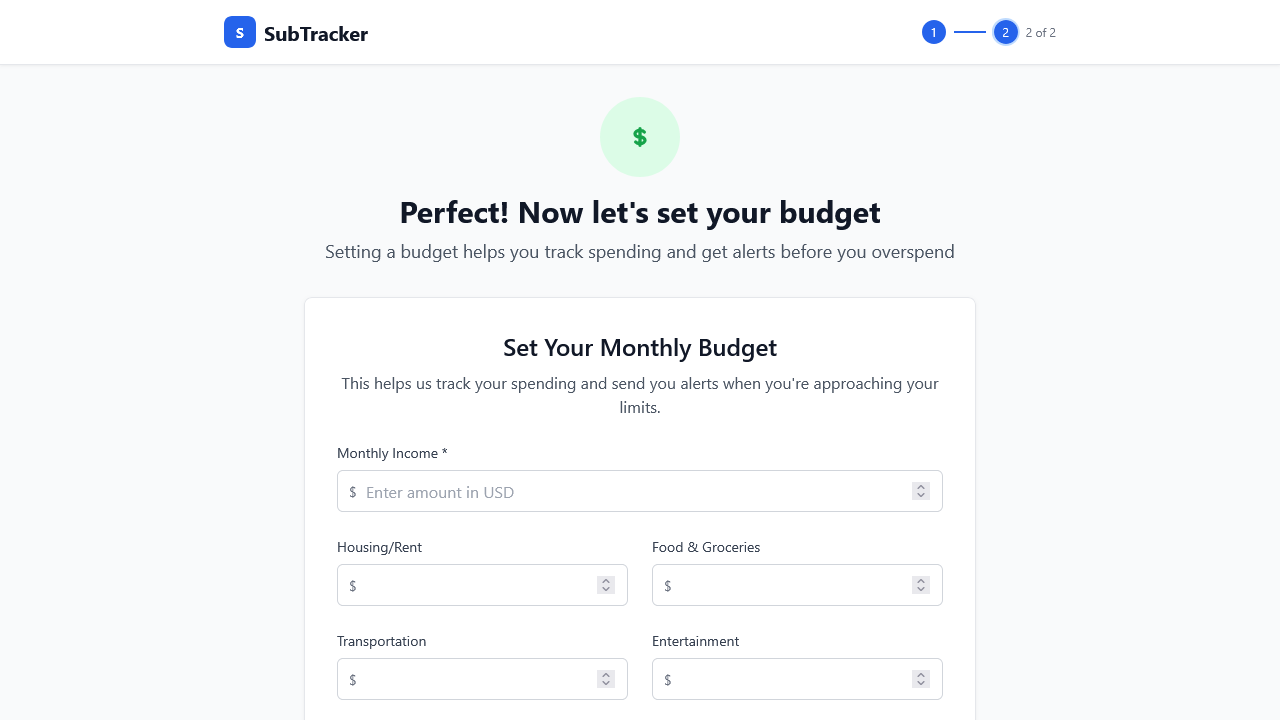 S SubTracker
1 2 2 of 2
$
Perfect! Now let's set your budget
Setting a budget helps you track spending and get alerts before you overspend
Set Your Monthly Budget
This helps us track your spending and send you alerts when you're approaching your
limits.
Monthly Income *
$ Enter amount in USD
Housing/Rent Food & Groceries
$ $
Transportation Entertainment
$ $